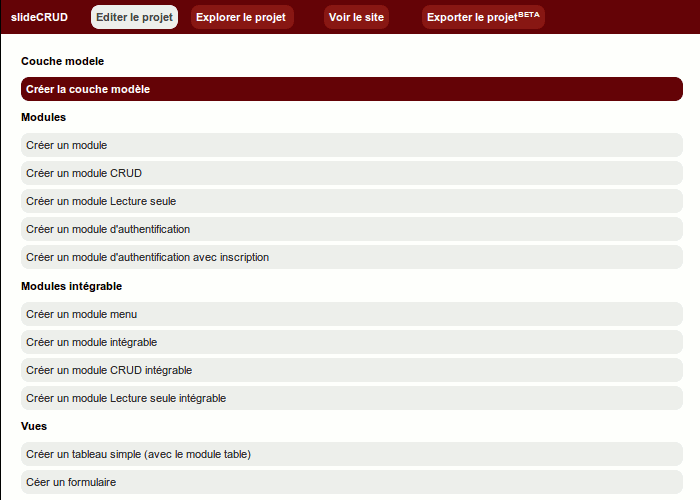 slideCRUD Editer le projet Explorer le projet Voir le site Exporter le projetBETA
Couche modele
Créer la couche modèle
Modules
Créer un module
Créer un module CRUD
Créer un module Lecture seule
Créer un module d'authentification
Créer un module d'authentification avec inscription
Modules intégrable
Créer un module menu
Créer un module intégrable
Créer un module CRUD intégrable
Créer un module Lecture seule intégrable
Vues
Créer un tableau simple (avec le module table)
Céer un formulaire